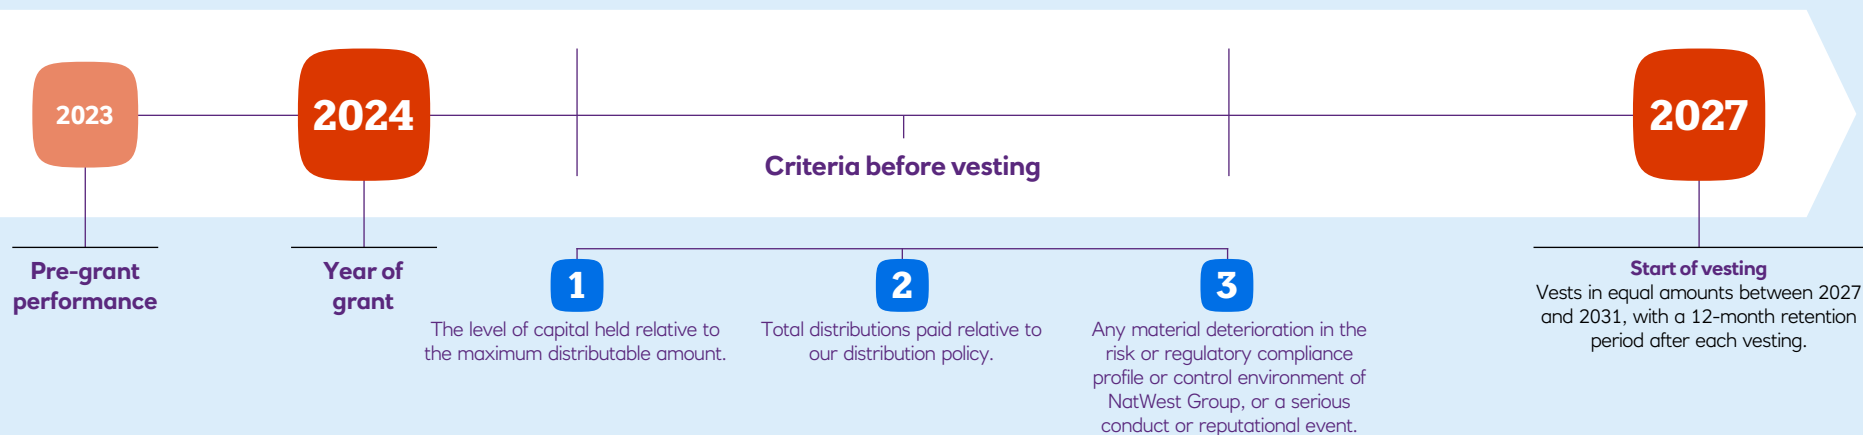 2023
2024
2027
Criteria before vesting
Pre-grant
performance
Year of
grant
1
The level of capital held relative to
the maximum distributable amount.
2
Total distributions paid relative to
our distribution policy.
3
Any material deterioration in the
risk or regulatory compliance
profile or control environment of
NatWest Group, or a serious
conduct or reputational event.
Start of vesting
Vests in equal amounts between 2027
and 2031, with a 12-month retention
period after each vesting.